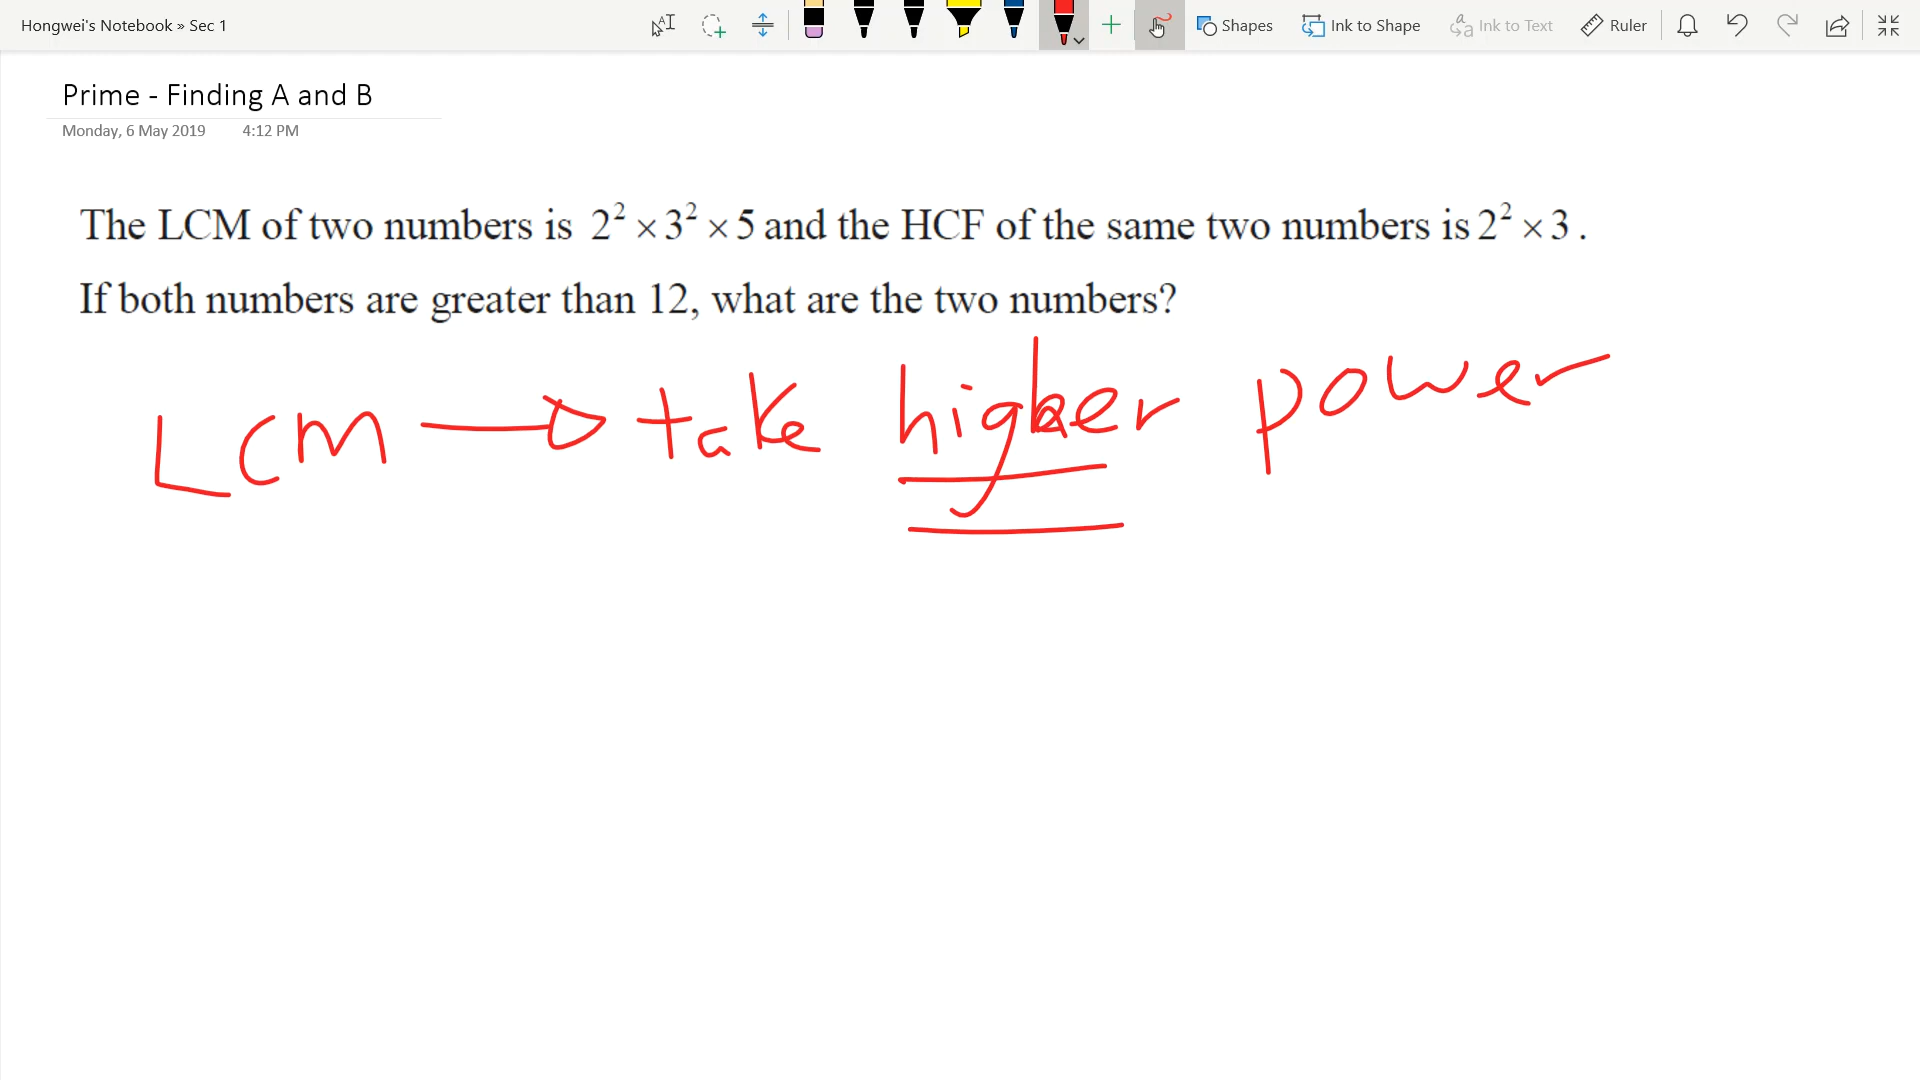 Hongwei's Notebook » Sec 1
Shapes
Ink to Shape
Ink to Text
Ruler
Prime - Finding A and B
Monday, 6 May 2019 4:12 PM
The LCM of two numbers is 2² × 3² × 5 and the HCF of the same two numbers is 2² × 3.
If both numbers are greater than 12, what are the two numbers?
LCM → take higher power